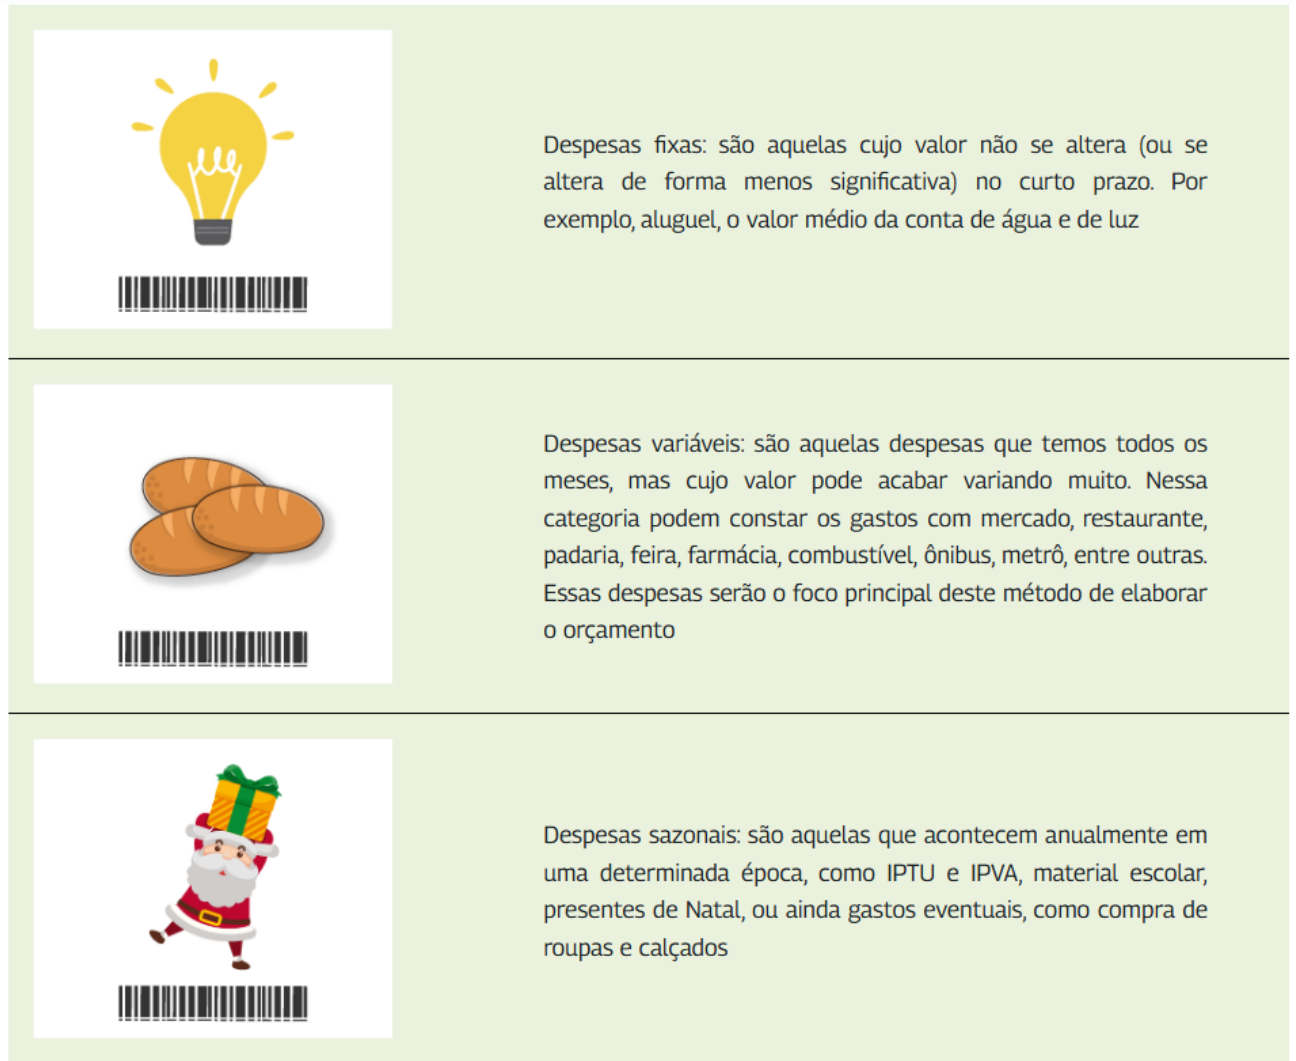 Despesas fixas: são aquelas cujo valor não se altera (ou se
altera de forma menos significativa) no curto prazo. Por
exemplo, aluguel, o valor médio da conta de água e de luz
Despesas variáveis: são aquelas despesas que temos todos os
meses, mas cujo valor pode acabar variando muito. Nessa
categoria podem constar os gastos com mercado, restaurante,
padaria, feira, farmácia, combustível, ônibus, metrô, entre outras.
Essas despesas serão o foco principal deste método de elaborar
o orçamento
Despesas sazonais: são aquelas que acontecem anualmente em
uma determinada época, como IPTU e IPVA, material escolar,
presentes de Natal, ou ainda gastos eventuais, como compra de
roupas e calçados